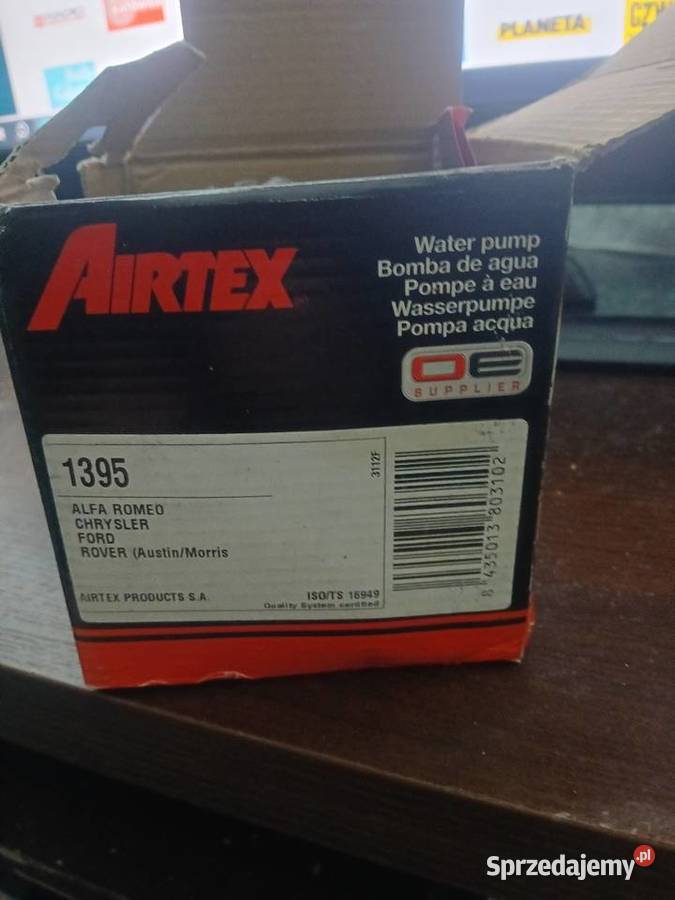 PLANETA
AIRTEX
Water pump
Bomba de agua
Pompe à eau
Wasserpumpe
Pompa acqua
OE
SUPPLIER
1395
3112F
ALFA ROMEO
CHRYSLER
FORD
ROVER (Austin/Morris
AIRTEX PRODUCTS S.A.
ISO/TS 16949
Quality System certified
8 435013 803102
Sprzedajemy.pl